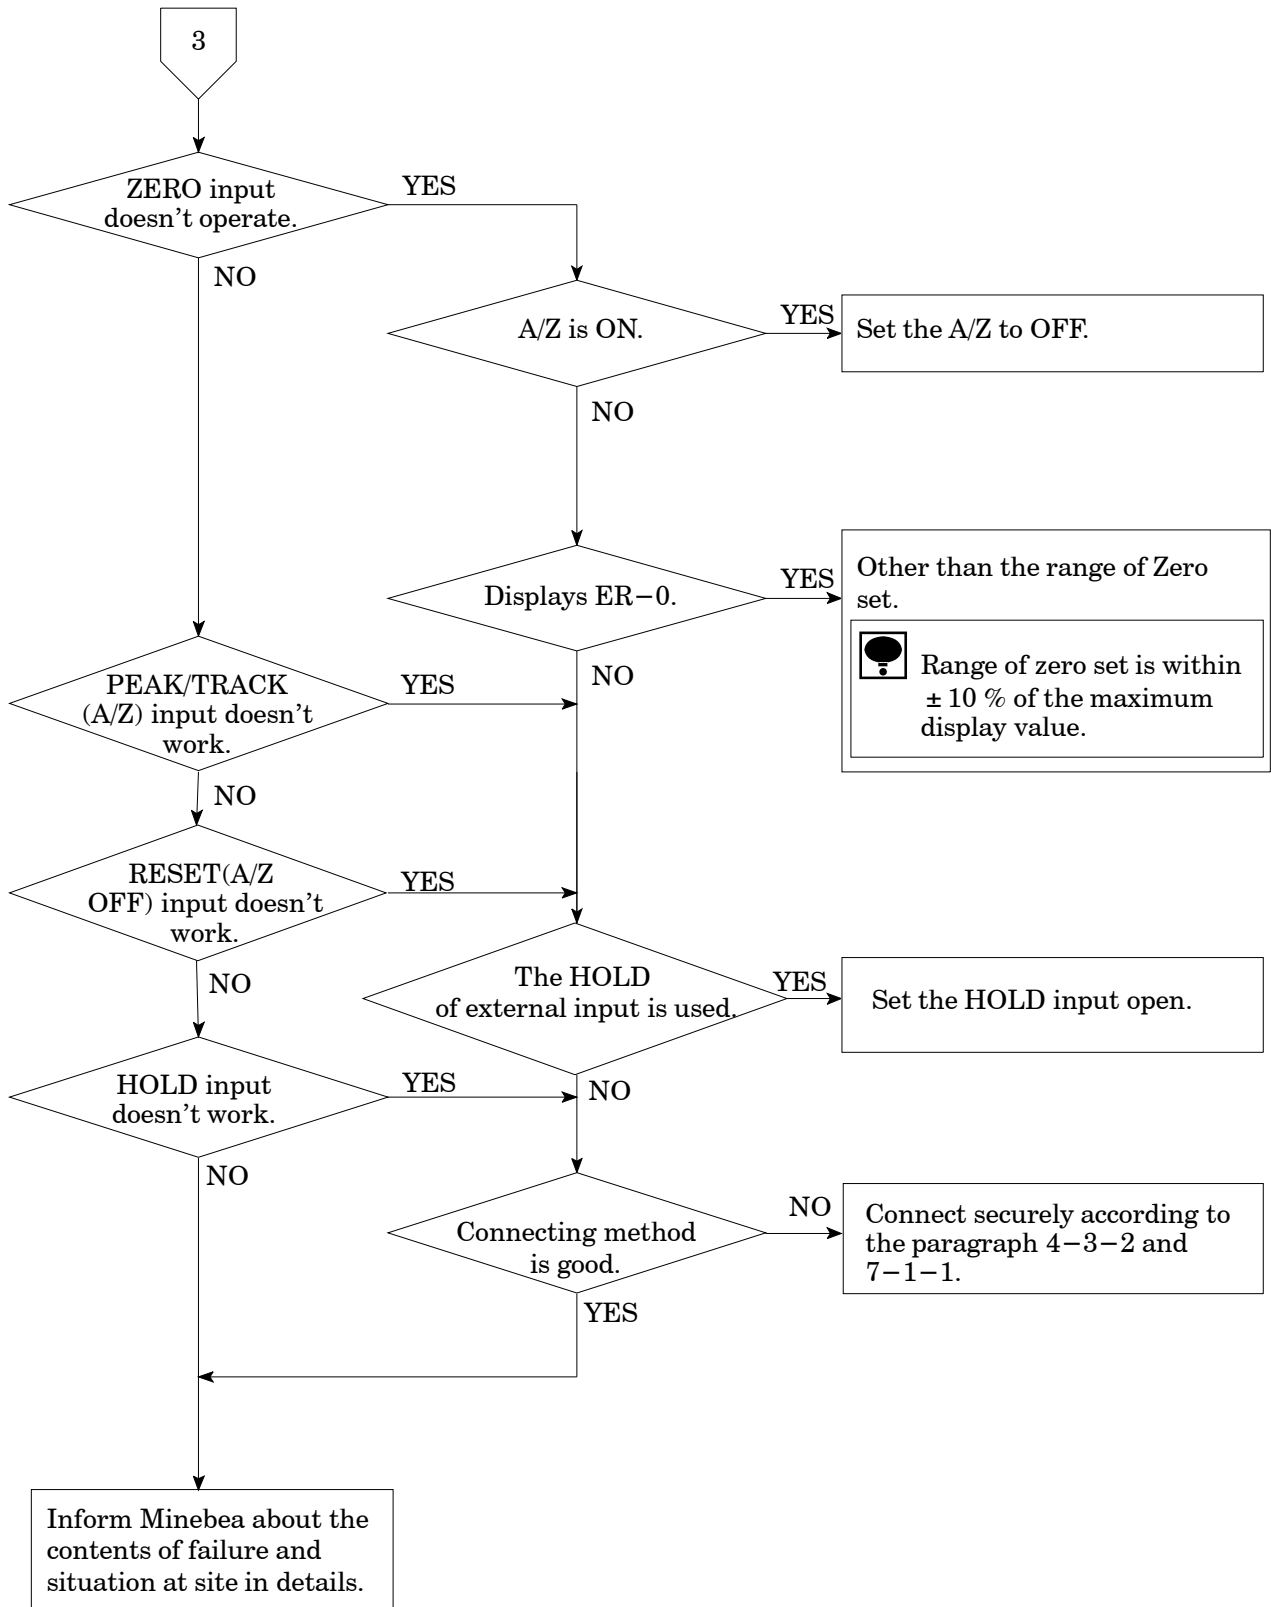 3
ZERO input
doesn't operate.
YES
NO
A/Z is ON.
YES
Set the A/Z to OFF.
NO
Displays ER−0.
YES
Other than the range of Zero
set.
Range of zero set is within
± 10 % of the maximum
display value.
NO
PEAK/TRACK
(A/Z) input doesn't
work.
YES
NO
RESET(A/Z
OFF) input doesn't
work.
YES
NO
The HOLD
of external input is used.
YES
Set the HOLD input open.
NO
HOLD input
doesn't work.
YES
NO
Connecting method
is good.
NO
Connect securely according to
the paragraph 4−3−2 and
7−1−1.
YES
Inform Minebea about the
contents of failure and
situation at site in details.